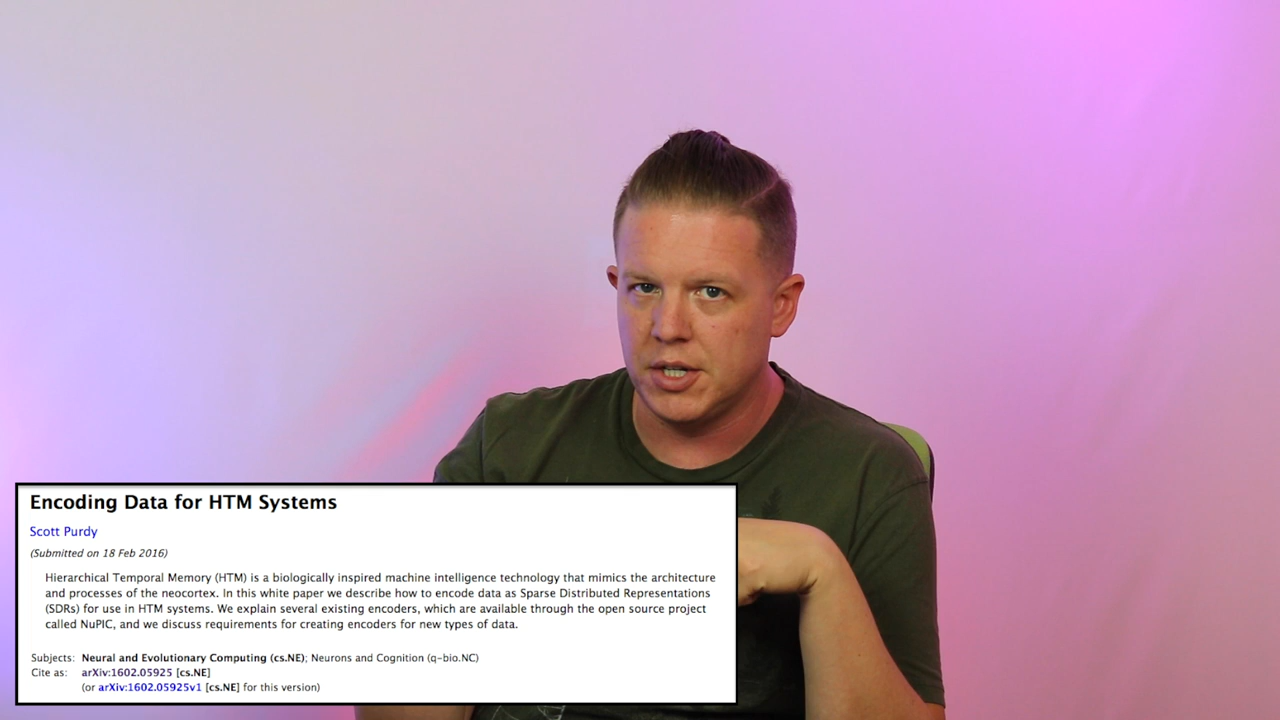 Encoding Data for HTM Systems
Scott Purdy
(Submitted on 18 Feb 2016)
Hierarchical Temporal Memory (HTM) is a biologically inspired machine intelligence technology that mimics the architecture
and processes of the neocortex. In this white paper we describe how to encode data as Sparse Distributed Representations
(SDRs) for use in HTM systems. We explain several existing encoders, which are available through the open source project
called NuPIC, and we discuss requirements for creating encoders for new types of data.
Subjects: Neural and Evolutionary Computing (cs.NE); Neurons and Cognition (q-bio.NC)
Cite as: arXiv:1602.05925 [cs.NE]
(or arXiv:1602.05925v1 [cs.NE] for this version)